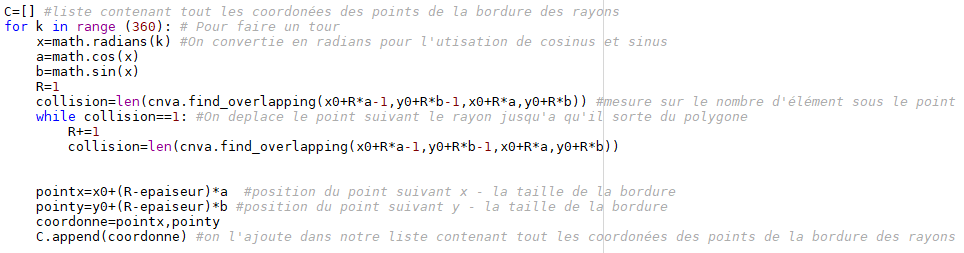 C=[] #liste contenant tout les coordonées des points de la bordure des rayons
for k in range (360): # Pour faire un tour
    x=math.radians(k) #On convertie en radians pour l'utisation de cosinus et sinus
    a=math.cos(x)
    b=math.sin(x)
    R=1
    collision=len(cnva.find_overlapping(x0+R*a-1,y0+R*b-1,x0+R*a,y0+R*b)) #mesure sur le nombre d'élément sous le point
    while collision==1: #On deplace le point suivant le rayon jusqu'a qu'il sorte du polygone
        R+=1
        collision=len(cnva.find_overlapping(x0+R*a-1,y0+R*b-1,x0+R*a,y0+R*b))
    pointx=x0+(R-epaiseur)*a  #position du point suivant x - la taille de la bordure
    pointy=y0+(R-epaiseur)*b #position du point suivant y - la taille de la bordure
    coordonne=pointx,pointy
    C.append(coordonne) #on l'ajoute dans notre liste contenant tout les coordonées des points de la bordure des rayons